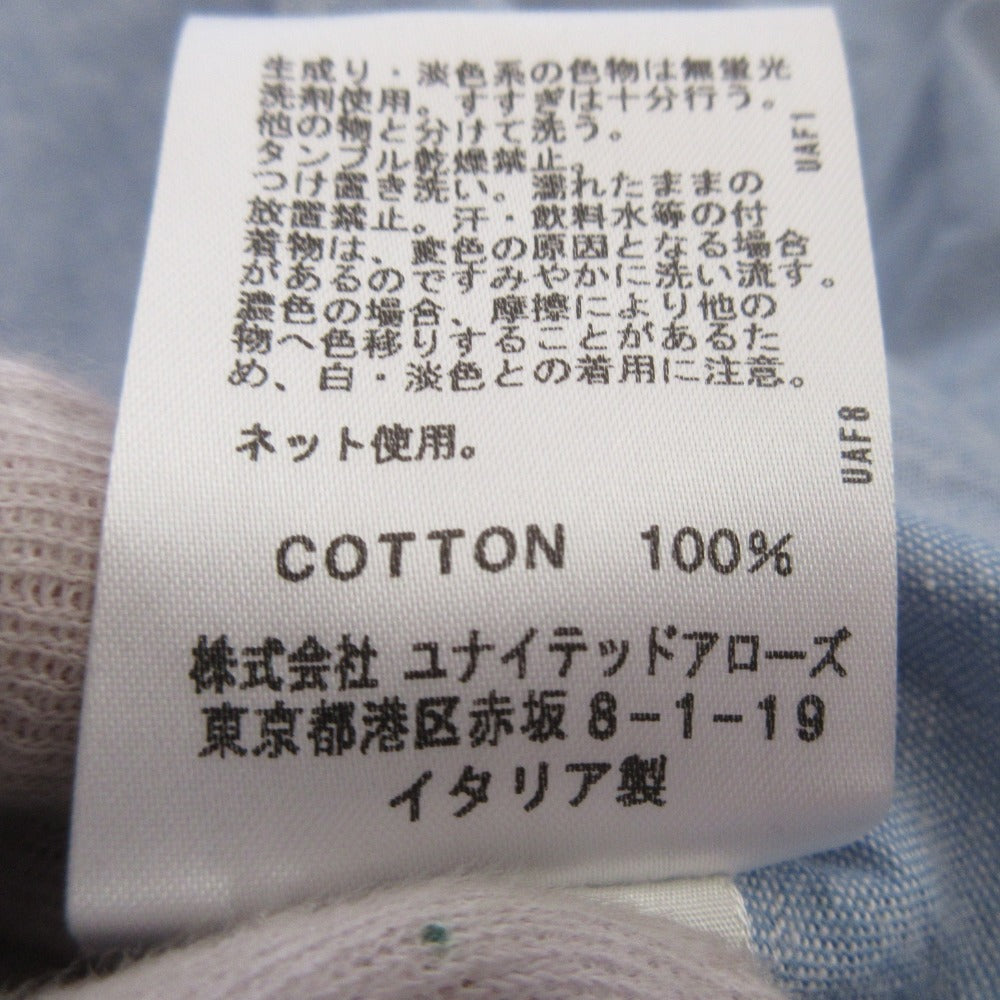 生成り・淡色系の色物は無蛍光
洗剤使用。すすぎは十分行う。
他の物と分けて洗う。
タンブル乾燥禁止。
つけ置き洗い。濡れたままの
放置禁止。汗・飲料水等の付
着物は、変色の原因となる場合
があるのですみやかに洗い流す。
濃色の場合、摩擦により他の
物へ色移りすることがあるた
め、白・淡色との着用に注意。
ネット使用。
COTTON 100%
株式会社 ユナイテッドアローズ
東京都港区赤坂8-1-19
イタリア製
UAF1
UAF8